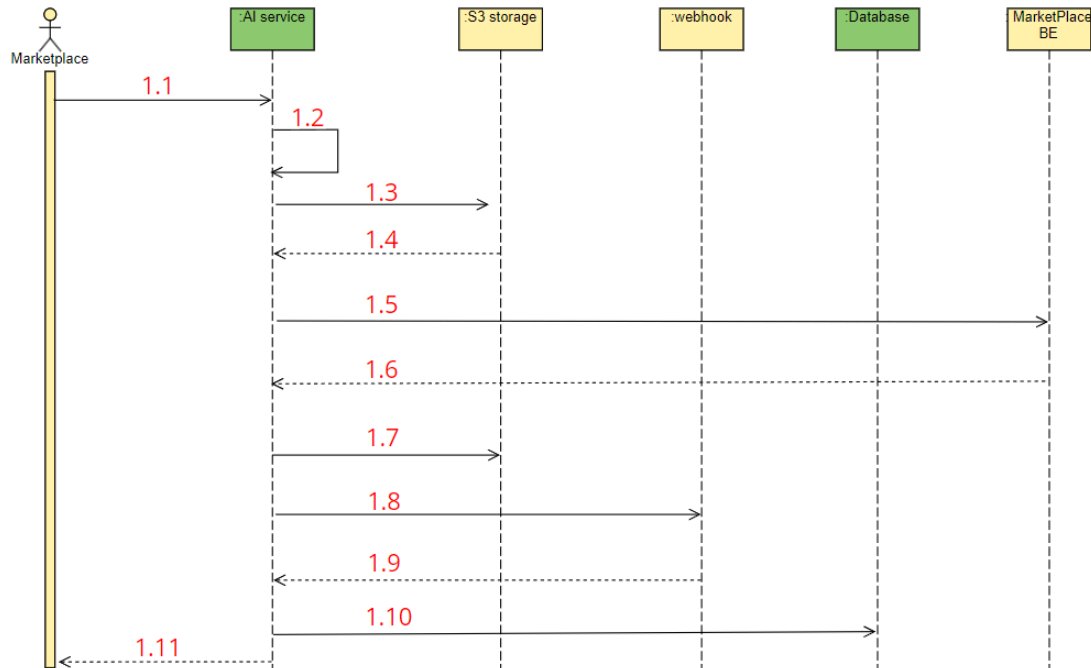 :AI service
:S3 storage
:webhook
:Database
: MarketPlace
BE
Marketplace
1.1
1.2
1.3
1.4
1.5
1.6
1.7
1.8
1.9
1.10
1.11